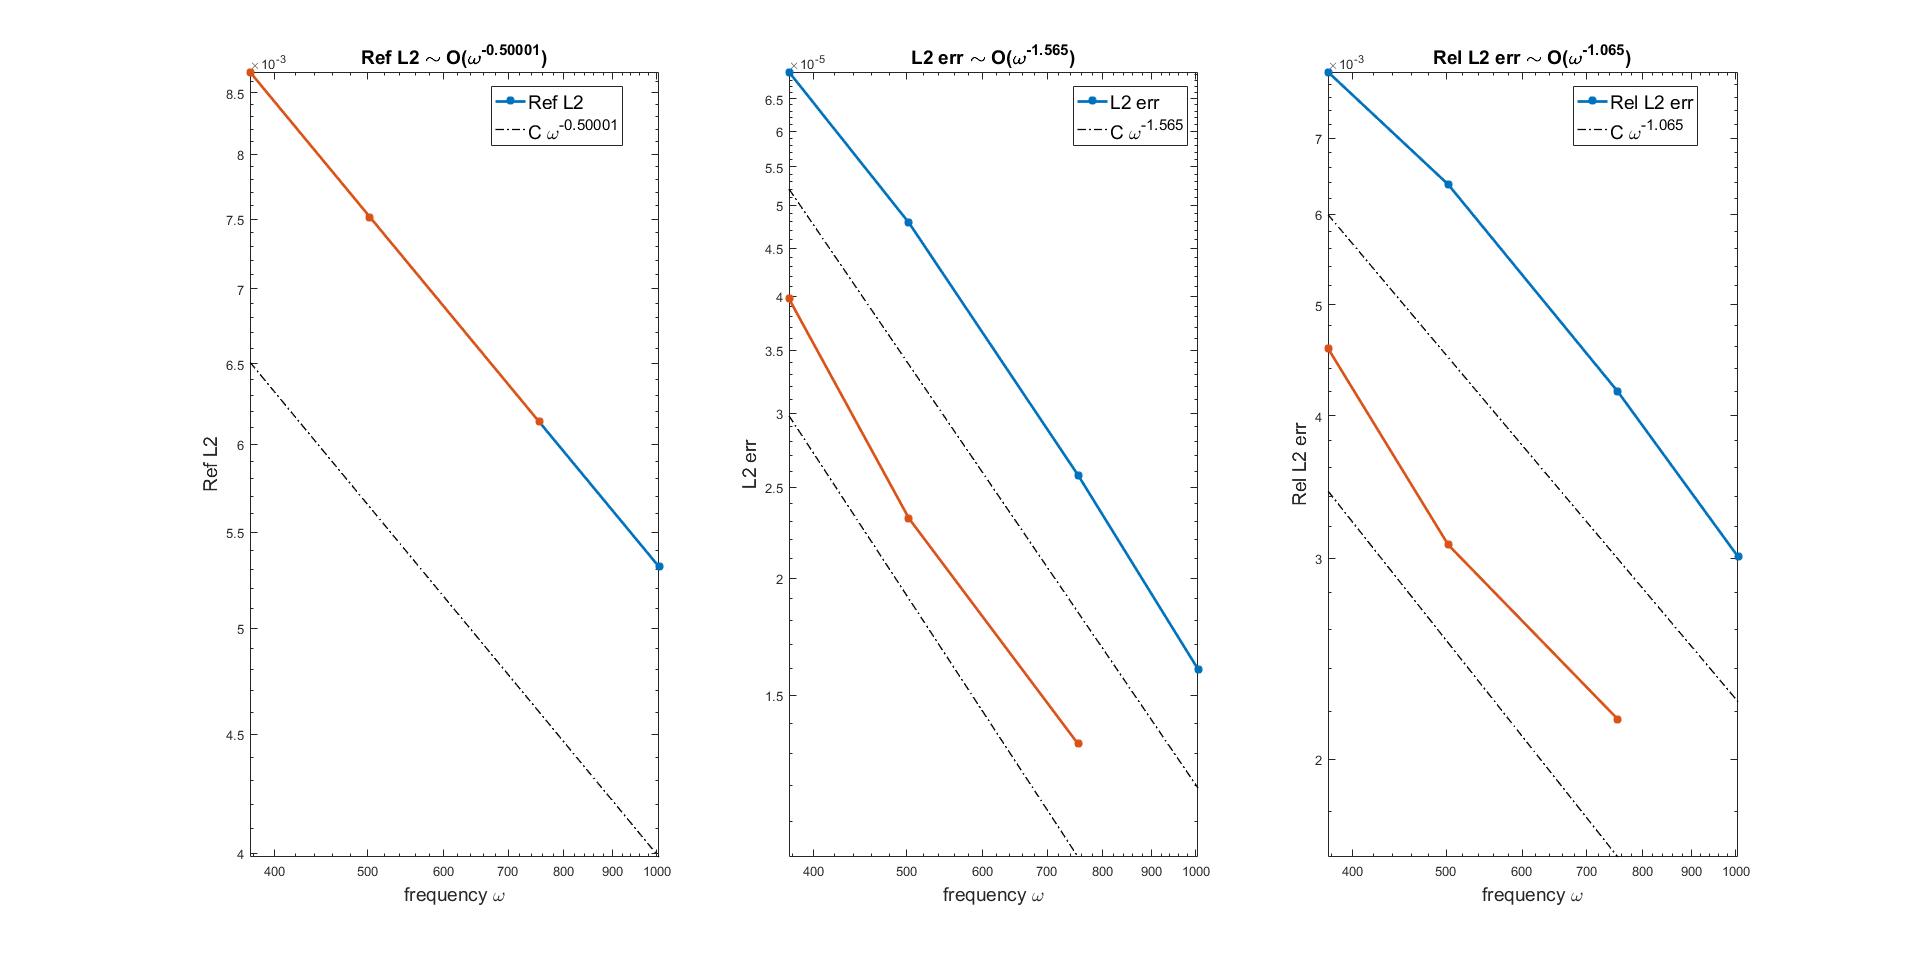 Ref L2 ∼ O(ω^-0.50001)
×10^-3
8.5
8
7.5
7
6.5
6
5.5
5
4.5
4
400 500 600 700 800 900 1000
frequency ω
Ref L2
Ref L2
C ω^-0.50001
L2 err ∼ O(ω^-1.565)
×10^-5
6.5
6
5.5
5
4.5
4
3.5
3
2.5
2
1.5
400 500 600 700 800 900 1000
frequency ω
L2 err
L2 err
C ω^-1.565
Rel L2 err ∼ O(ω^-1.065)
×10^-3
7
6
5
4
3
2
400 500 600 700 800 900 1000
frequency ω
Rel L2 err
Rel L2 err
C ω^-1.065